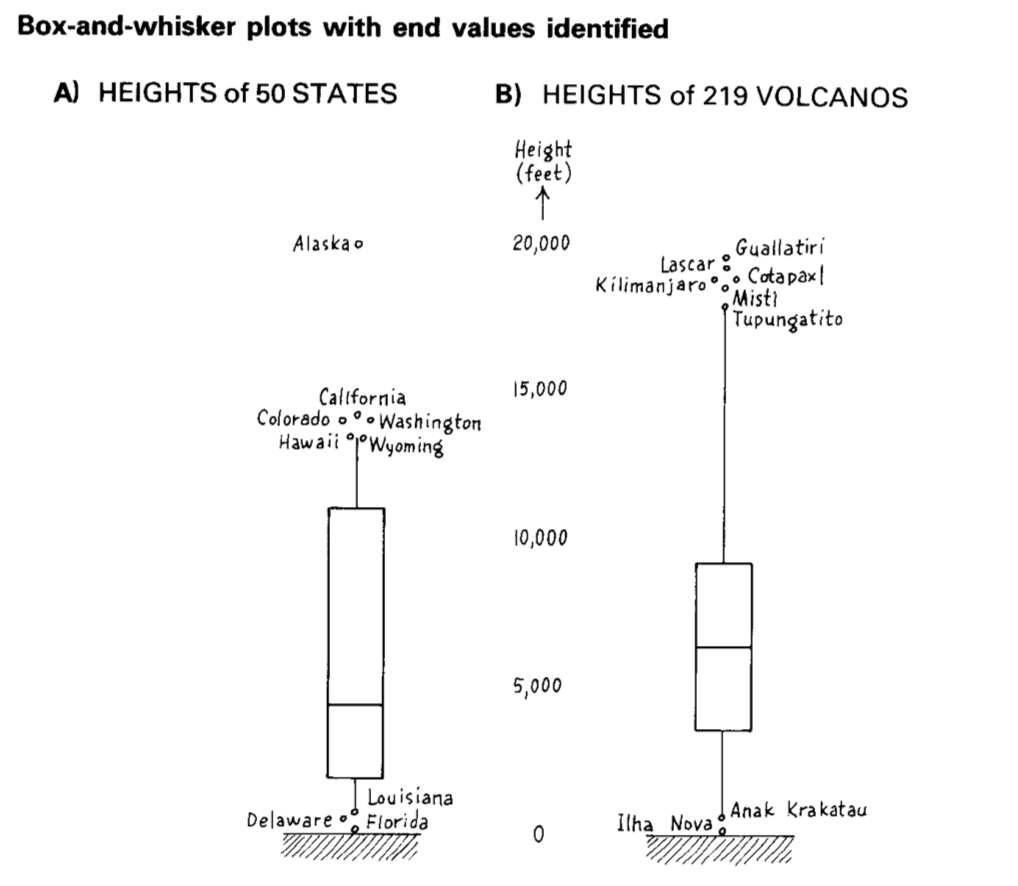 Box-and-whisker plots with end values identified
A) HEIGHTS of 50 STATES
B) HEIGHTS of 219 VOLCANOS
Height
(feet)
Alaska
20,000
Guallatiri
Lascar
Cotapaxl
Kilimanjaro
Misti
Tupungatito
15,000
California
Colorado
Washington
Hawaii
Wyoming
10,000
5,000
Louisiana
Delaware
Florida
Anak Krakatau
Ilha Nova
0